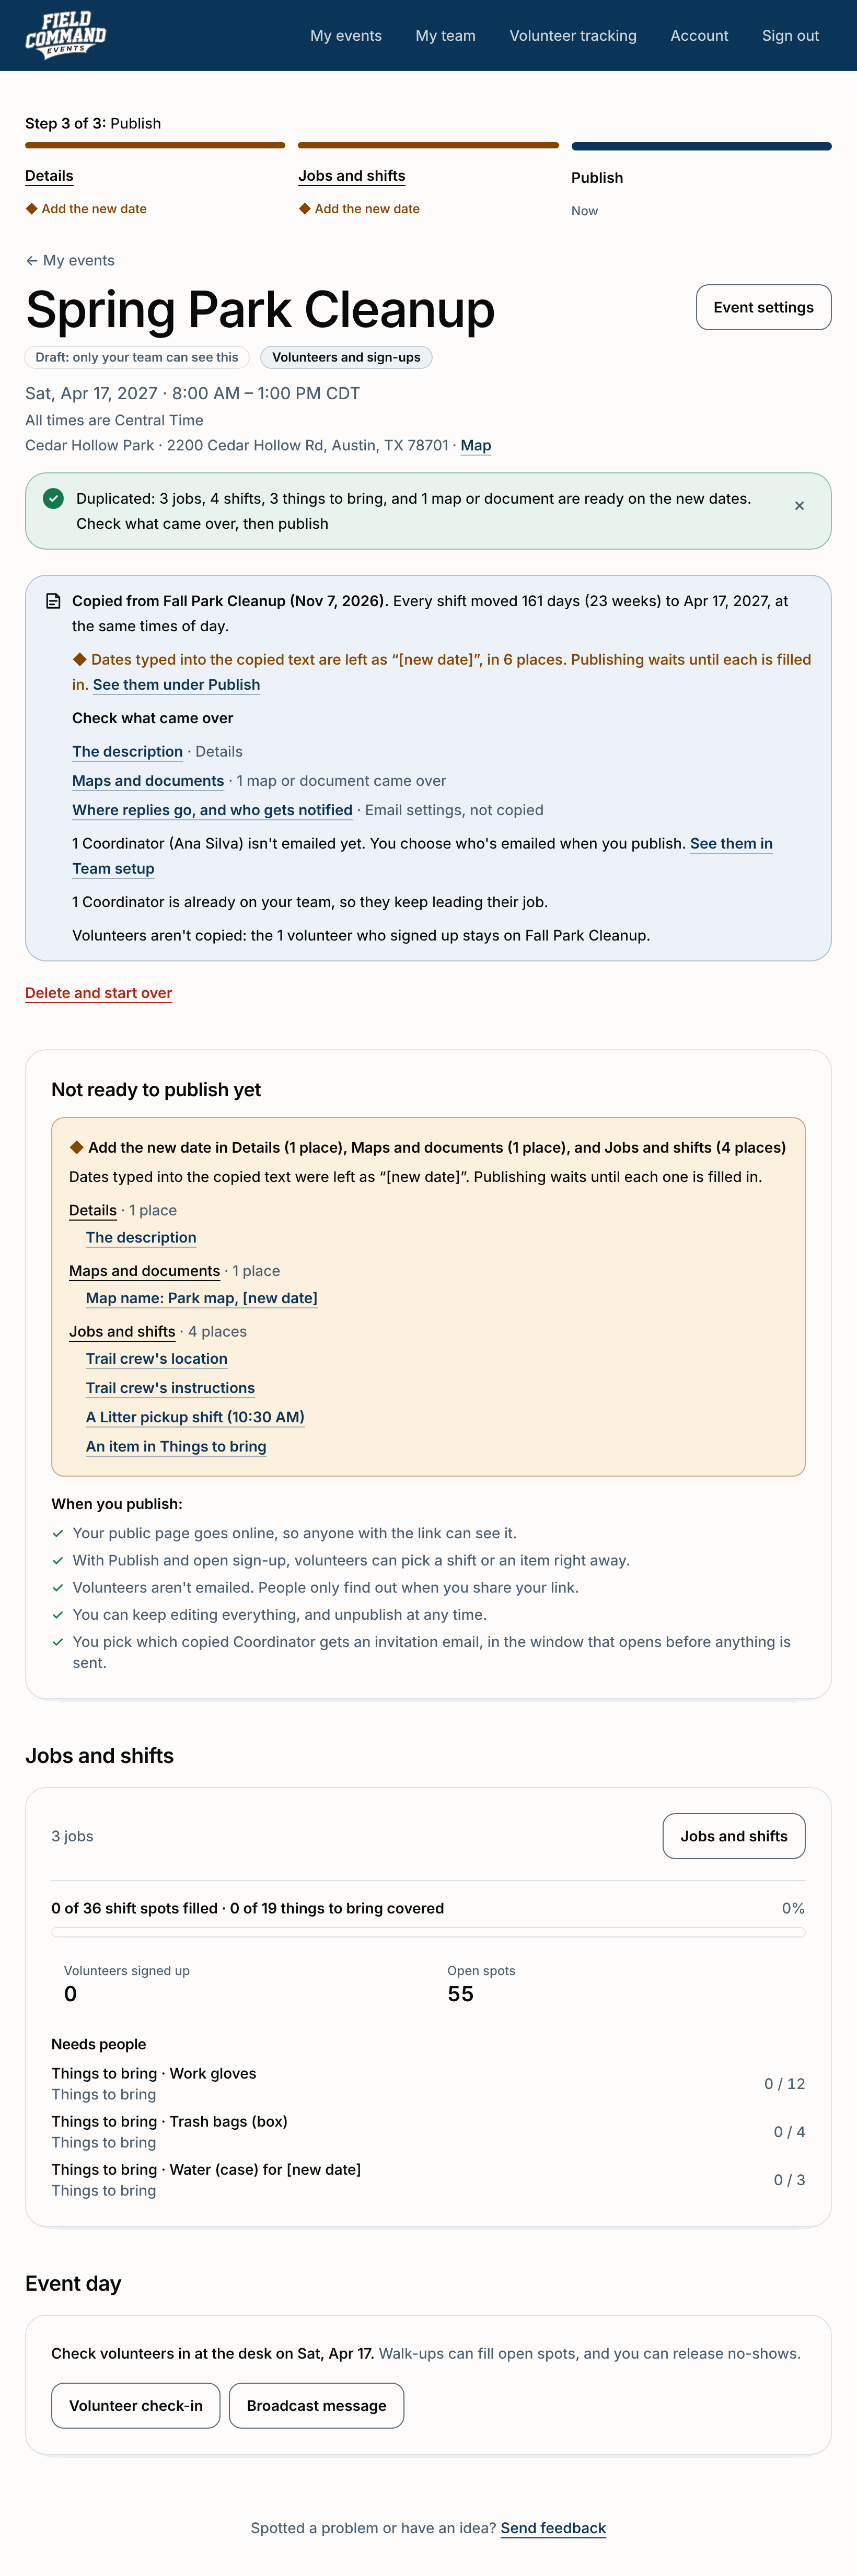 FIELD
COMMAND
EVENTS
My events
My team
Volunteer tracking
Account
Sign out
Step 3 of 3: Publish
Details
Jobs and shifts
Publish
◆ Add the new date
◆ Add the new date
Now
← My events
Spring Park Cleanup
Event settings
Draft: only your team can see this
Volunteers and sign-ups
Sat, Apr 17, 2027 · 8:00 AM – 1:00 PM CDT
All times are Central Time
Cedar Hollow Park · 2200 Cedar Hollow Rd, Austin, TX 78701 · Map
Duplicated: 3 jobs, 4 shifts, 3 things to bring, and 1 map or document are ready on the new dates.
Check what came over, then publish
×
Copied from Fall Park Cleanup (Nov 7, 2026). Every shift moved 161 days (23 weeks) to Apr 17, 2027, at
the same times of day.
◆ Dates typed into the copied text are left as “[new date]”, in 6 places. Publishing waits until each is filled
in. See them under Publish
Check what came over
The description · Details
Maps and documents · 1 map or document came over
Where replies go, and who gets notified · Email settings, not copied
1 Coordinator (Ana Silva) isn't emailed yet. You choose who's emailed when you publish. See them in
Team setup
1 Coordinator is already on your team, so they keep leading their job.
Volunteers aren't copied: the 1 volunteer who signed up stays on Fall Park Cleanup.
Delete and start over
Not ready to publish yet
◆ Add the new date in Details (1 place), Maps and documents (1 place), and Jobs and shifts (4 places)
Dates typed into the copied text were left as “[new date]”. Publishing waits until each one is filled in.
Details · 1 place
The description
Maps and documents · 1 place
Map name: Park map, [new date]
Jobs and shifts · 4 places
Trail crew's location
Trail crew's instructions
A Litter pickup shift (10:30 AM)
An item in Things to bring
When you publish:
✓ Your public page goes online, so anyone with the link can see it.
✓ With Publish and open sign-up, volunteers can pick a shift or an item right away.
✓ Volunteers aren't emailed. People only find out when you share your link.
✓ You can keep editing everything, and unpublish at any time.
✓ You pick which copied Coordinator gets an invitation email, in the window that opens before anything is
sent.
Jobs and shifts
3 jobs
Jobs and shifts
0 of 36 shift spots filled · 0 of 19 things to bring covered
0%
Volunteers signed up
Open spots
0
55
Needs people
Things to bring · Work gloves
Things to bring
0 / 12
Things to bring · Trash bags (box)
Things to bring
0 / 4
Things to bring · Water (case) for [new date]
Things to bring
0 / 3
Event day
Check volunteers in at the desk on Sat, Apr 17. Walk-ups can fill open spots, and you can release no-shows.
Volunteer check-in
Broadcast message
Spotted a problem or have an idea? Send feedback